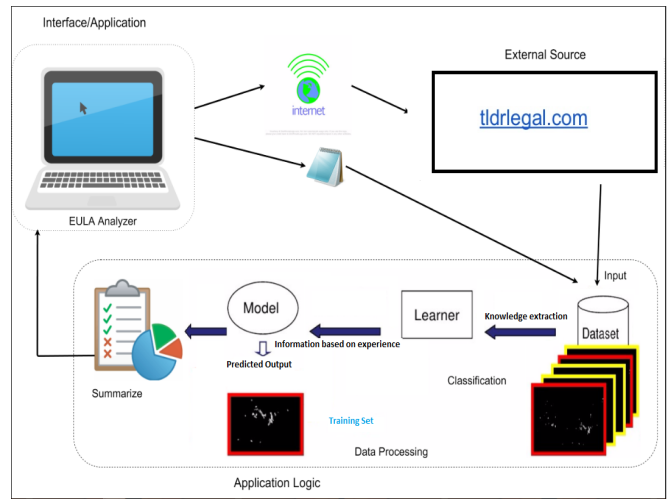 Interface/Application
External Source
internet
tldrlegal.com
EULA Analyzer
Input
Model
Learner
Knowledge extraction
Dataset
Information based on experience
Predicted Output
Summarize
Classification
Training Set
Data Processing
Application Logic